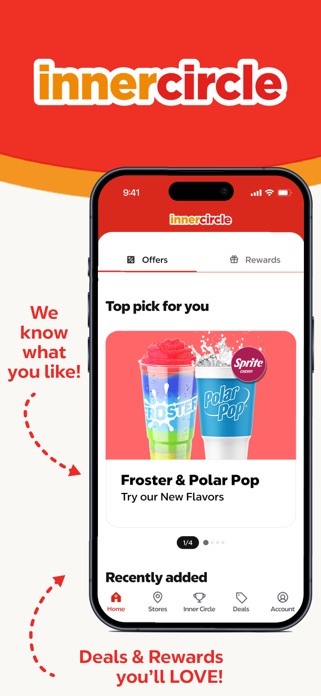 innercircle
9:41
innercircle
Offers
Rewards
Top pick for you
We
know
what
you like!
Sprite
CHERRY
FROSTER
Polar
Pop
Froster & Polar Pop
Try our New Flavors
1/4
Recently added
Home
Stores
Inner Circle
Deals
Account
Deals & Rewards
you'll LOVE!